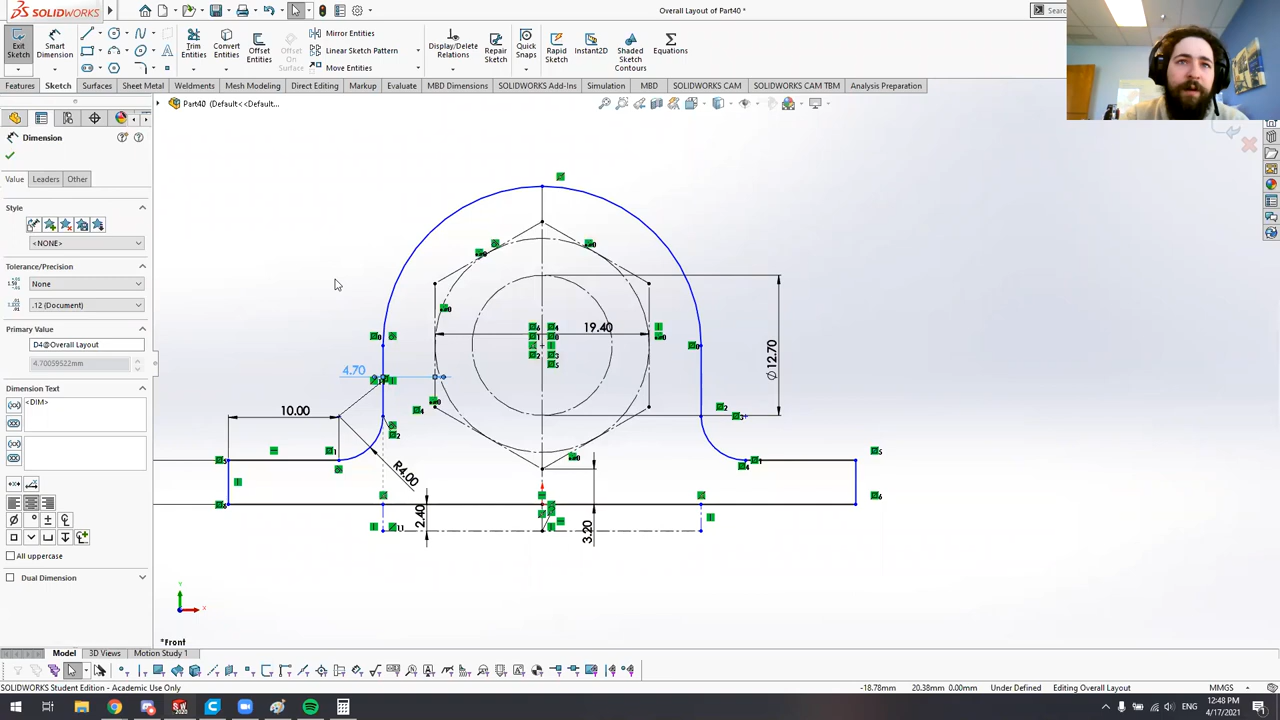 SOLIDWORKS
Overall Layout of Part40 *
Exit Sketch
Smart Dimension
Trim Entities
Convert Entities
Offset Entities
Offset On Surface
Mirror Entities
Linear Sketch Pattern
Move Entities
Display/Delete Relations
Repair Sketch
Quick Snaps
Rapid Sketch
Instant2D
Shaded Sketch Contours
Equations
Features
Sketch
Surfaces
Sheet Metal
Weldments
Mesh Modeling
Direct Editing
Markup
Evaluate
MBD Dimensions
SOLIDWORKS Add-Ins
Simulation
MBD
SOLIDWORKS CAM
SOLIDWORKS CAM TBM
Analysis Preparation
Part40 (Default<<Default...
Dimension
Value
Leaders
Other
Style
<NONE>
Tolerance/Precision
None
.12 (Document)
Primary Value
D4@Overall Layout
4.70059522mm
Dimension Text
<DIM>
All uppercase
Dual Dimension
19.40
12.70
4.70
10.00
R4.00
2.40
3.20
*Front
Model
3D Views
Motion Study 1
SOLIDWORKS Student Edition - Academic Use Only
-18.78mm
20.38mm 0.00mm
Under Defined
Editing Overall Layout
MMGS
ENG
12:48 PM
4/17/2021